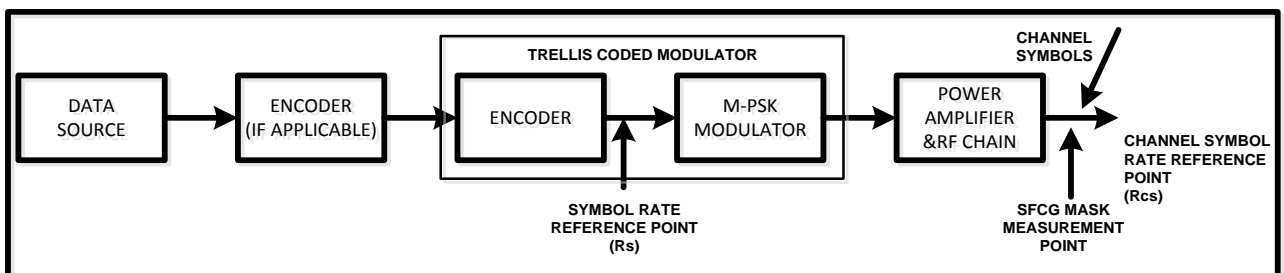 TRELLIS CODED MODULATOR
CHANNEL
SYMBOLS
DATA
SOURCE
ENCODER
(IF APPLICABLE)
ENCODER
M-PSK
MODULATOR
POWER
AMPLIFIER
&RF CHAIN
SYMBOL RATE
REFERENCE POINT
(Rs)
SFCG MASK
MEASUREMENT
POINT
CHANNEL SYMBOL
RATE REFERENCE
POINT
(Rcs)